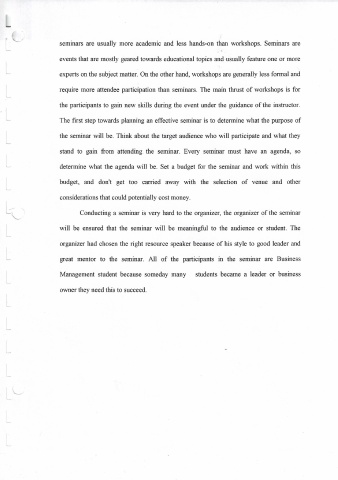 seminars are usually more academic and less hands-on than workshops. Seminars are
events that are mostly geared towards educational topics and usually feature one or more
experts on the subject matter. On the other hand, workshops are generally less formal and
require more attendee participation than seminars. The main thrust of workshops is for
the participants to gain new skills during the event under the guidance of the instructor.
The first step towards planning an effective seminar is to determine what the purpose of
the seminar will be. Think about the target audience who will participate and what they
stand to gain from attending the seminar. Every seminar must have an agenda, so
determine what the agenda will be. Set a budget for the seminar and work within this
budget, and don't get too carried away with the selection of venue and other
considerations that could potentially cost money.
Conducting a seminar is very hard to the organizer, the organizer of the seminar
will be ensured that the seminar will be meaningful to the audience or student. The
organizer had chosen the right resource speaker because of his style to good leader and
great mentor to the seminar. All of the participants in the seminar are Business
Management student because someday many students became a leader or business
owner they need this to succeed.